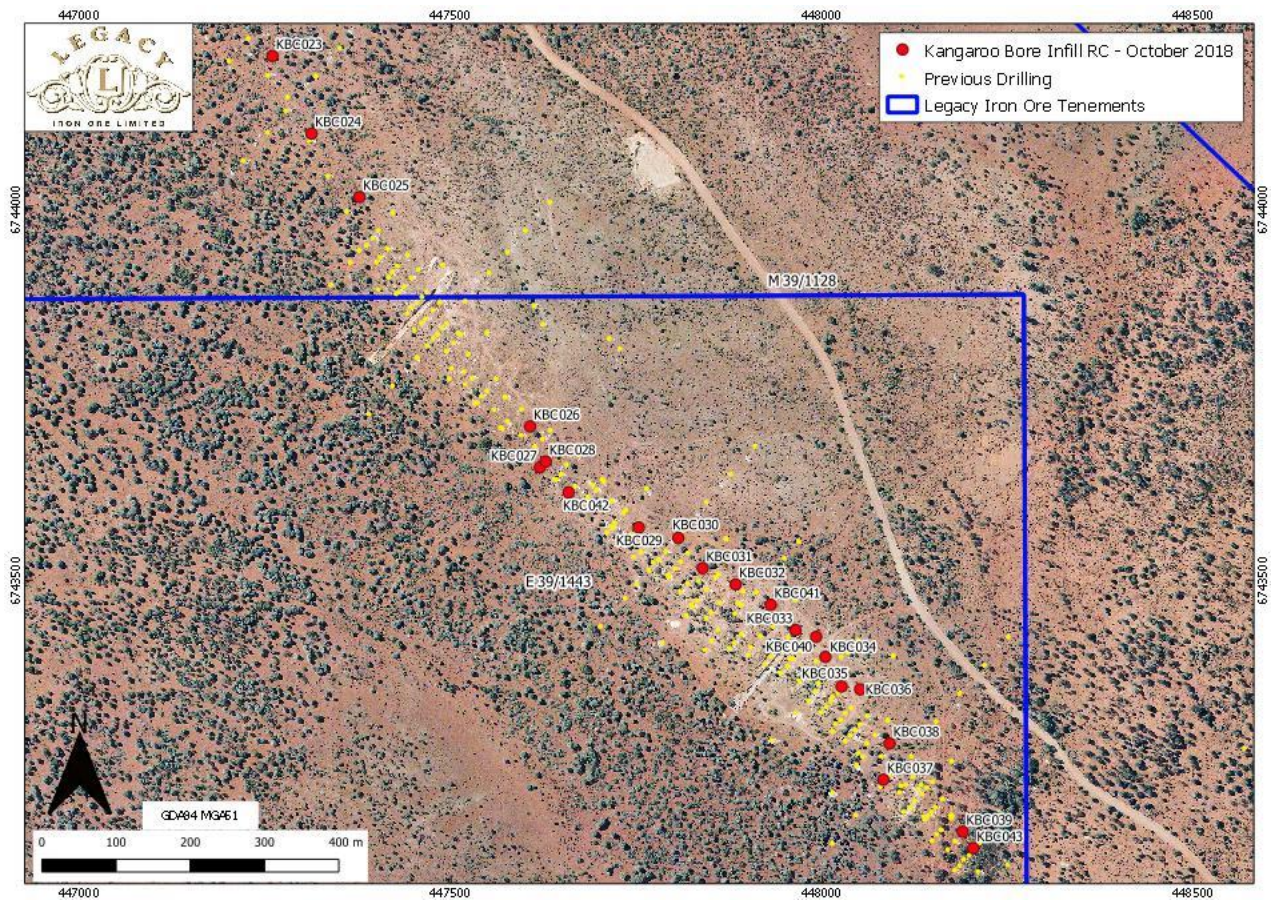 447000 447500 448000 448500
LEGACY
L
IRON ORE LIMITED
Kangaroo Bore Infill RC - October 2018
Previous Drilling
Legacy Iron Ore Tenements
KBC023
KBC024
KBC025
6744000
6744000
M 39/1128
KBC026
KBC028
KBC027
KBC042
KBC030
KBC029
KBC031
KBC032
E 39/1443
6743500
6743500
KBC041
KBC033
KBC040
KBC034
KBC035
KBC036
KBC038
KBC037
KBC039
KBC043
N
GDA94 MGA51
0 100 200 300 400 m
447000 447500 448000 448500